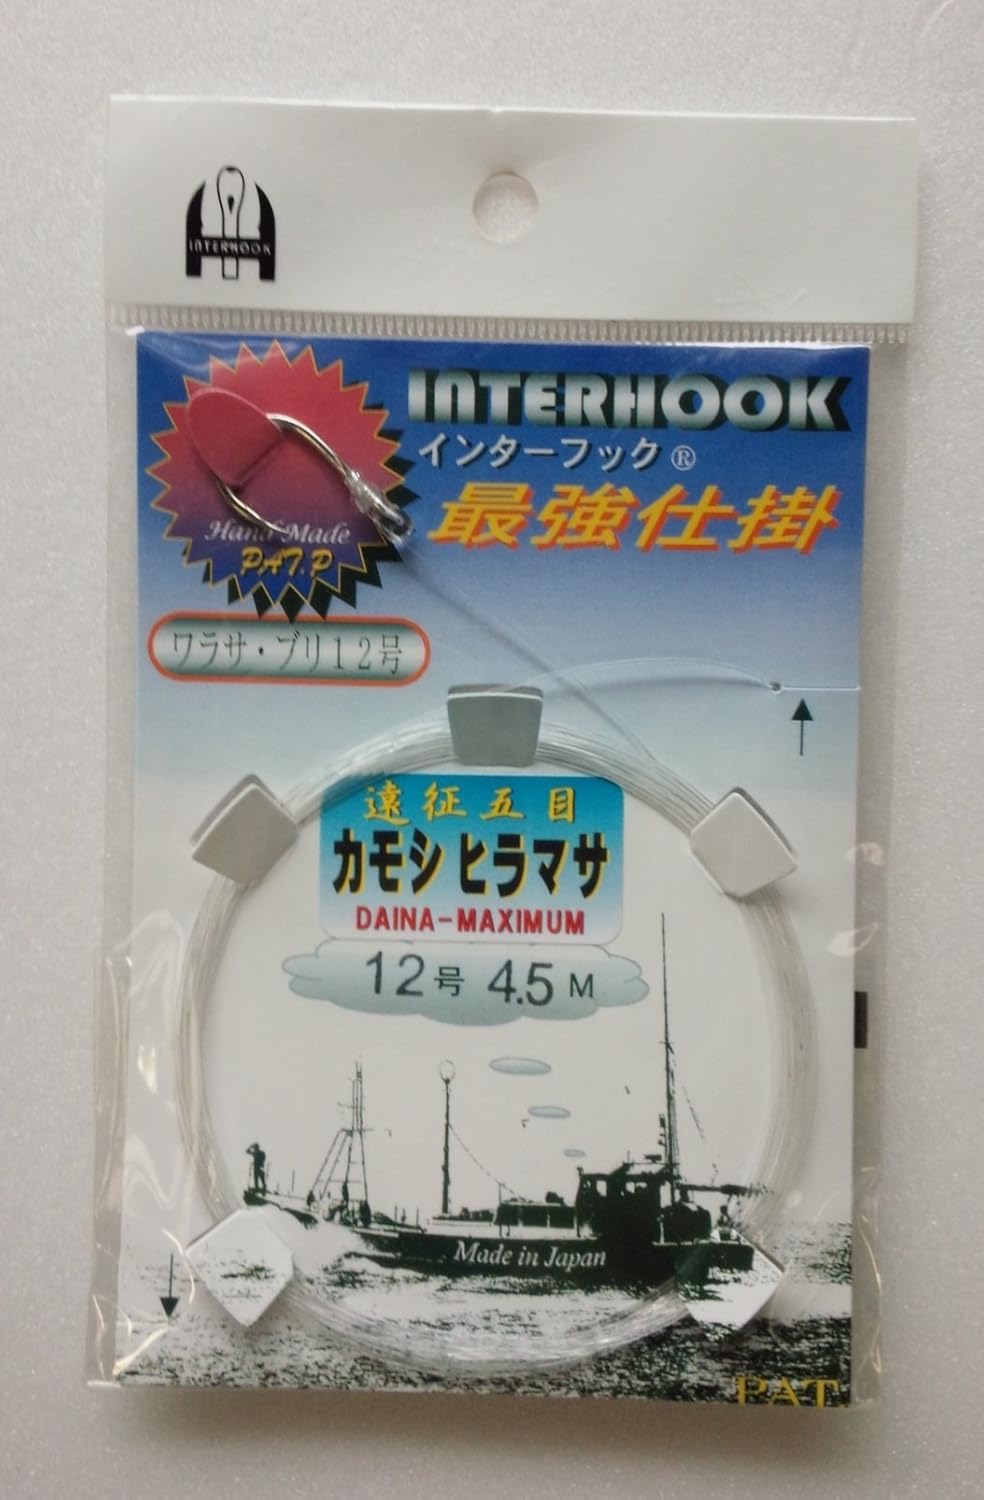 INTERHOOK
INTERHOOK
インターフック®
最強仕掛
Hand Made
PAT.P
ワラサ・ブリ12号
遠征五目
カモシ ヒラマサ
DAINA-MAXIMUM
12号 4.5M
Made in Japan
PAT.